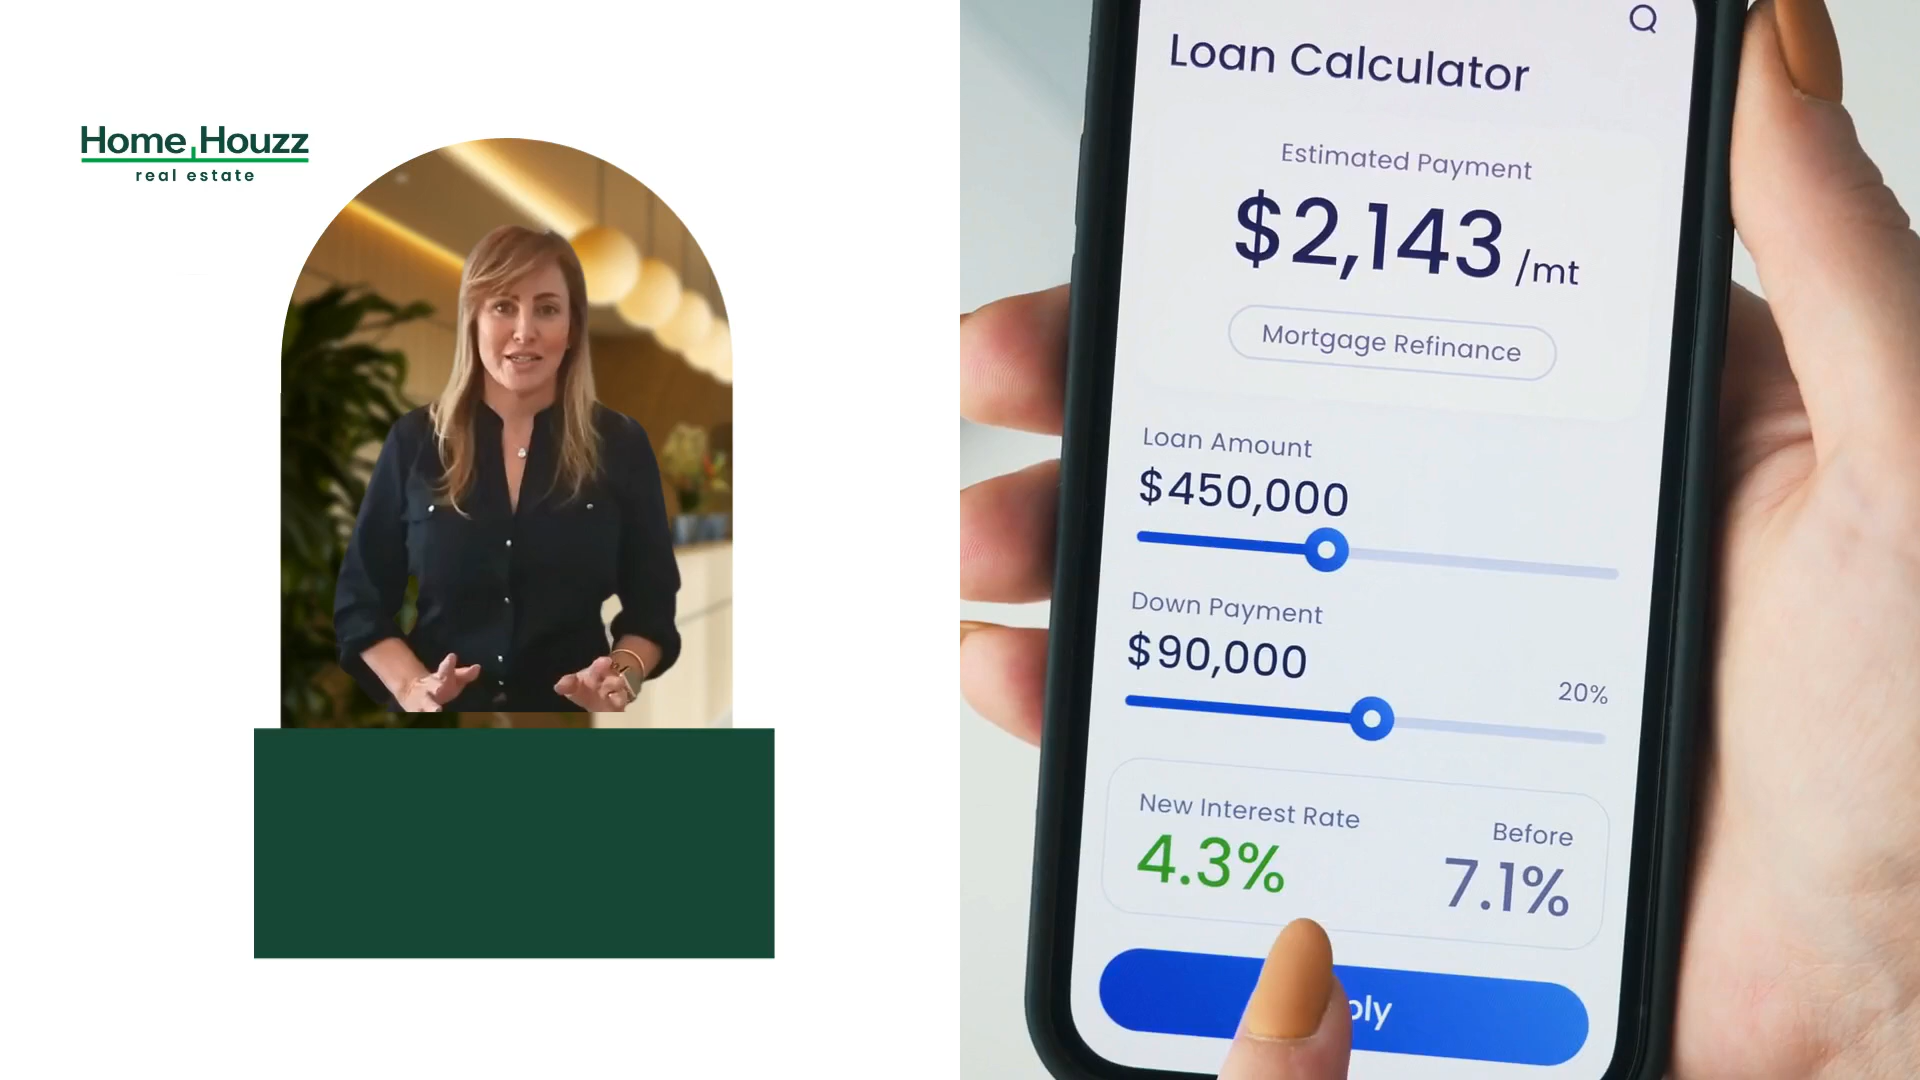 Home Houzz
real estate
Loan Calculator
Estimated Payment
$2,143 /mt
Mortgage Refinance
Loan Amount
$450,000
Down Payment
$90,000
20%
New Interest Rate
Before
4.3%
7.1%